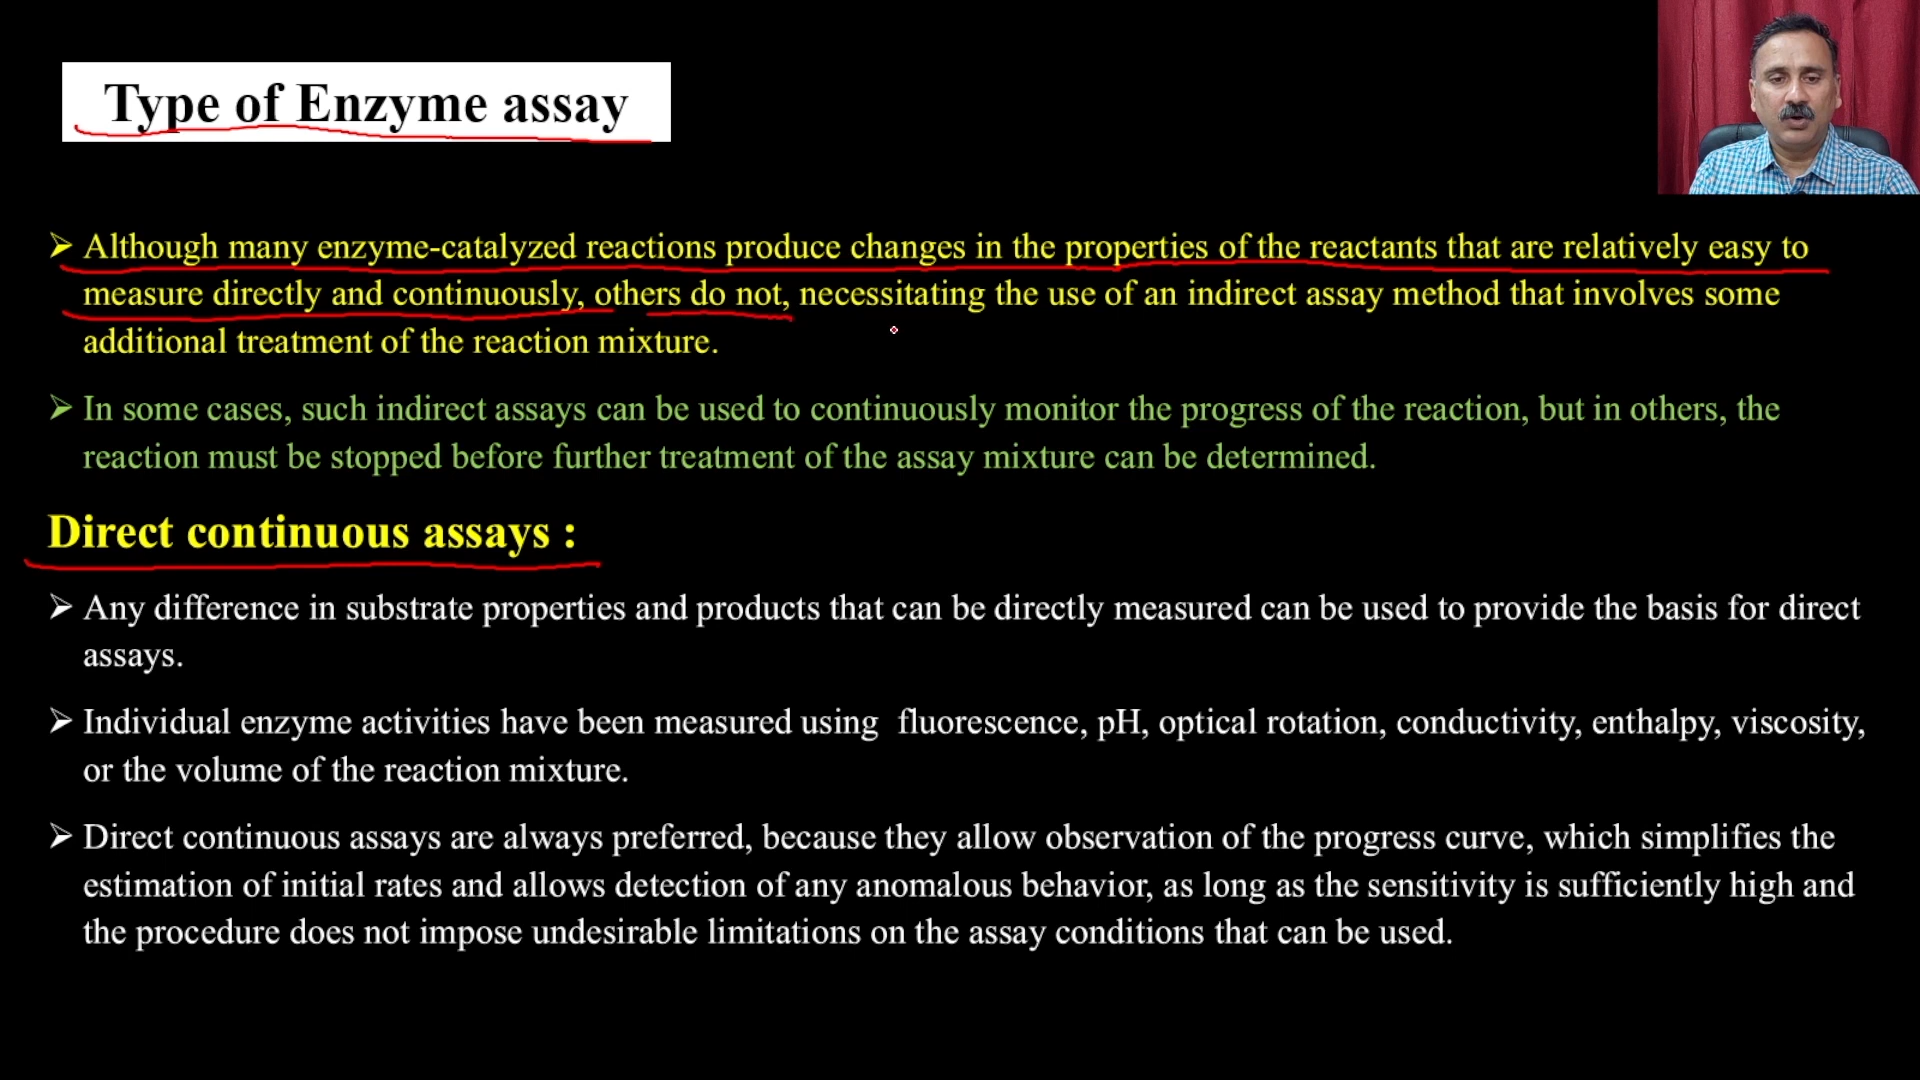 Type of Enzyme assay
➢ Although many enzyme-catalyzed reactions produce changes in the properties of the reactants that are relatively easy to
measure directly and continuously, others do not, necessitating the use of an indirect assay method that involves some
additional treatment of the reaction mixture.
➢ In some cases, such indirect assays can be used to continuously monitor the progress of the reaction, but in others, the
reaction must be stopped before further treatment of the assay mixture can be determined.
Direct continuous assays :
➢ Any difference in substrate properties and products that can be directly measured can be used to provide the basis for direct
assays.
➢ Individual enzyme activities have been measured using  fluorescence, pH, optical rotation, conductivity, enthalpy, viscosity,
or the volume of the reaction mixture.
➢ Direct continuous assays are always preferred, because they allow observation of the progress curve, which simplifies the
estimation of initial rates and allows detection of any anomalous behavior, as long as the sensitivity is sufficiently high and
the procedure does not impose undesirable limitations on the assay conditions that can be used.